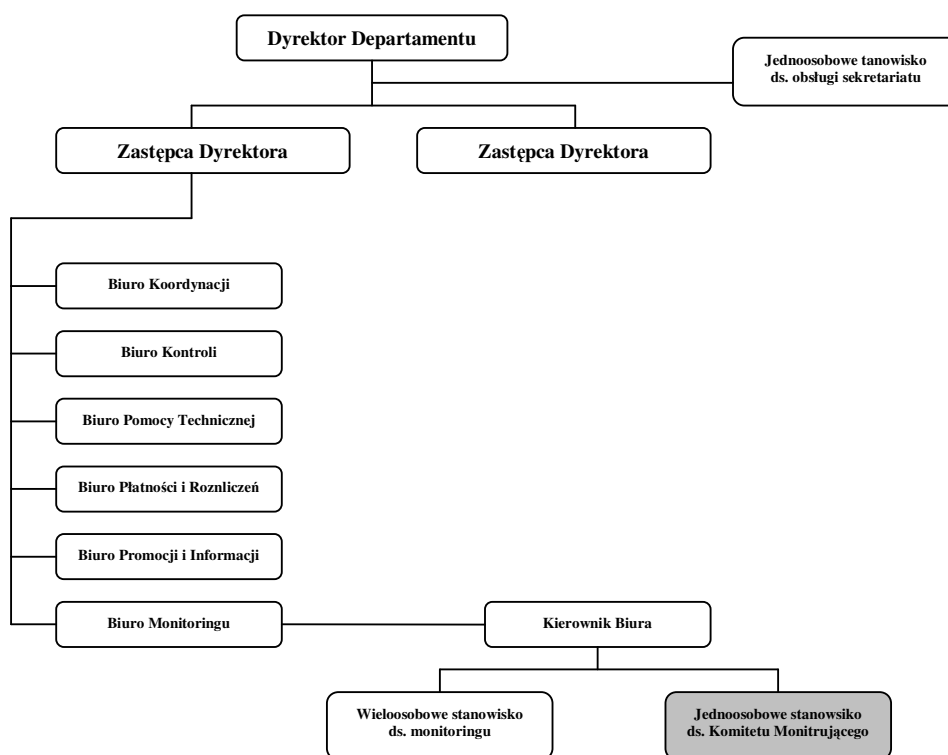 Dyrektor Departamentu
Jednoosobowe tanowisko
ds. obsługi sekretariatu
Zastępca Dyrektora
Zastępca Dyrektora
Biuro Koordynacji
Biuro Kontroli
Biuro Pomocy Technicznej
Biuro Płatności i Roznliczeń
Biuro Promocji i Informacji
Biuro Monitoringu
Kierownik Biura
Wieloosobowe stanowisko
ds. monitoringu
Jednoosobowe stanowsiko
ds. Komitetu Monitrującego